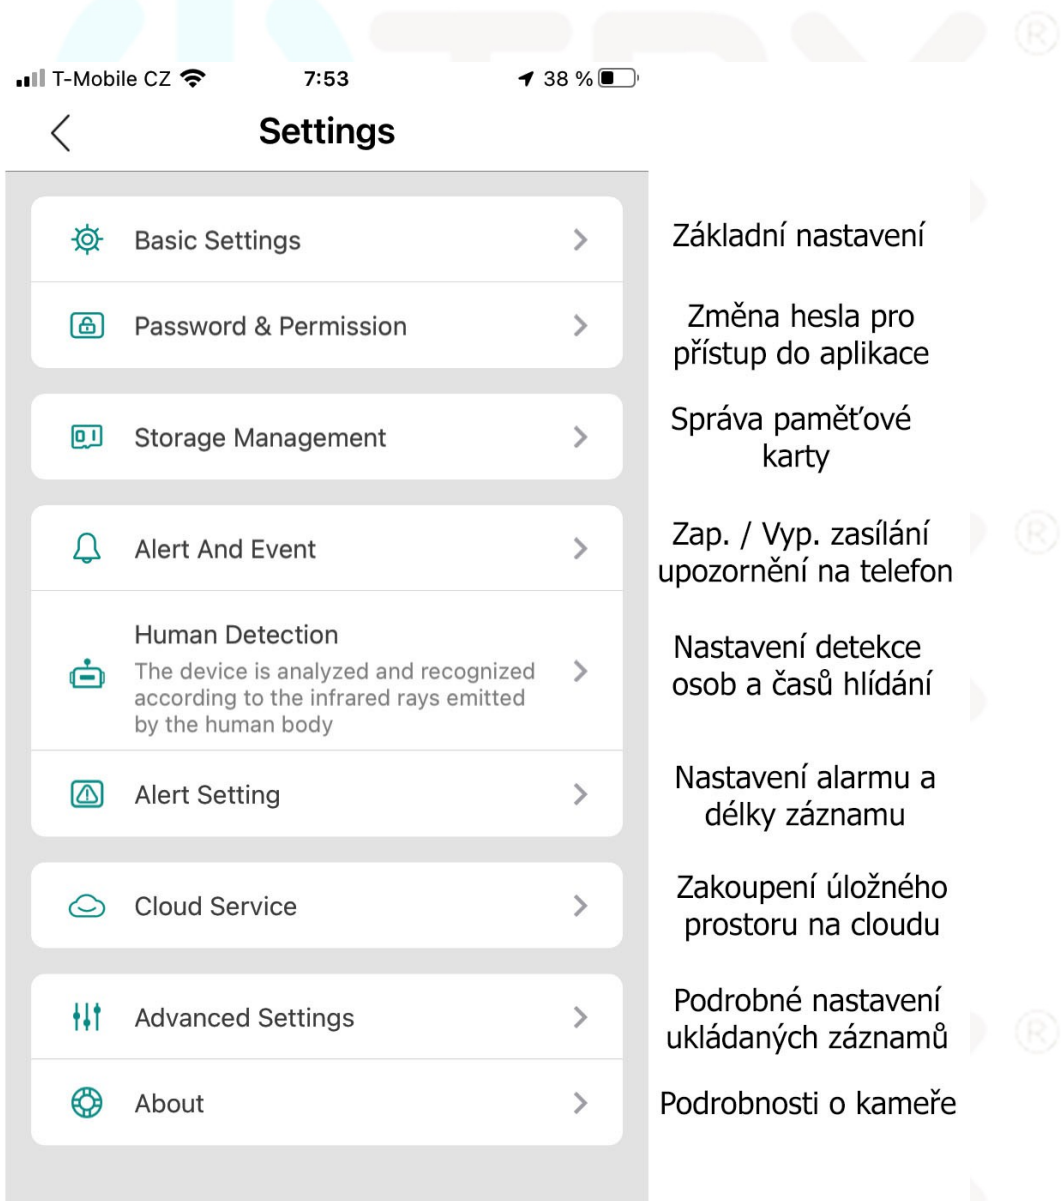 T-Mobile CZ 7:53 38 %
Settings
Basic Settings
Základní nastavení
Password & Permission
Změna hesla pro
přístup do aplikace
Storage Management
Správa paměťové
karty
Alert And Event
Zap. / Vyp. zasílání
upozornění na telefon
Human Detection
The device is analyzed and recognized
according to the infrared rays emitted
by the human body
Nastavení detekce
osob a časů hlídání
Alert Setting
Nastavení alarmu a
délky záznamu
Cloud Service
Zakoupení úložného
prostoru na cloudu
Advanced Settings
Podrobné nastavení
ukládaných záznamů
About
Podrobnosti o kameře